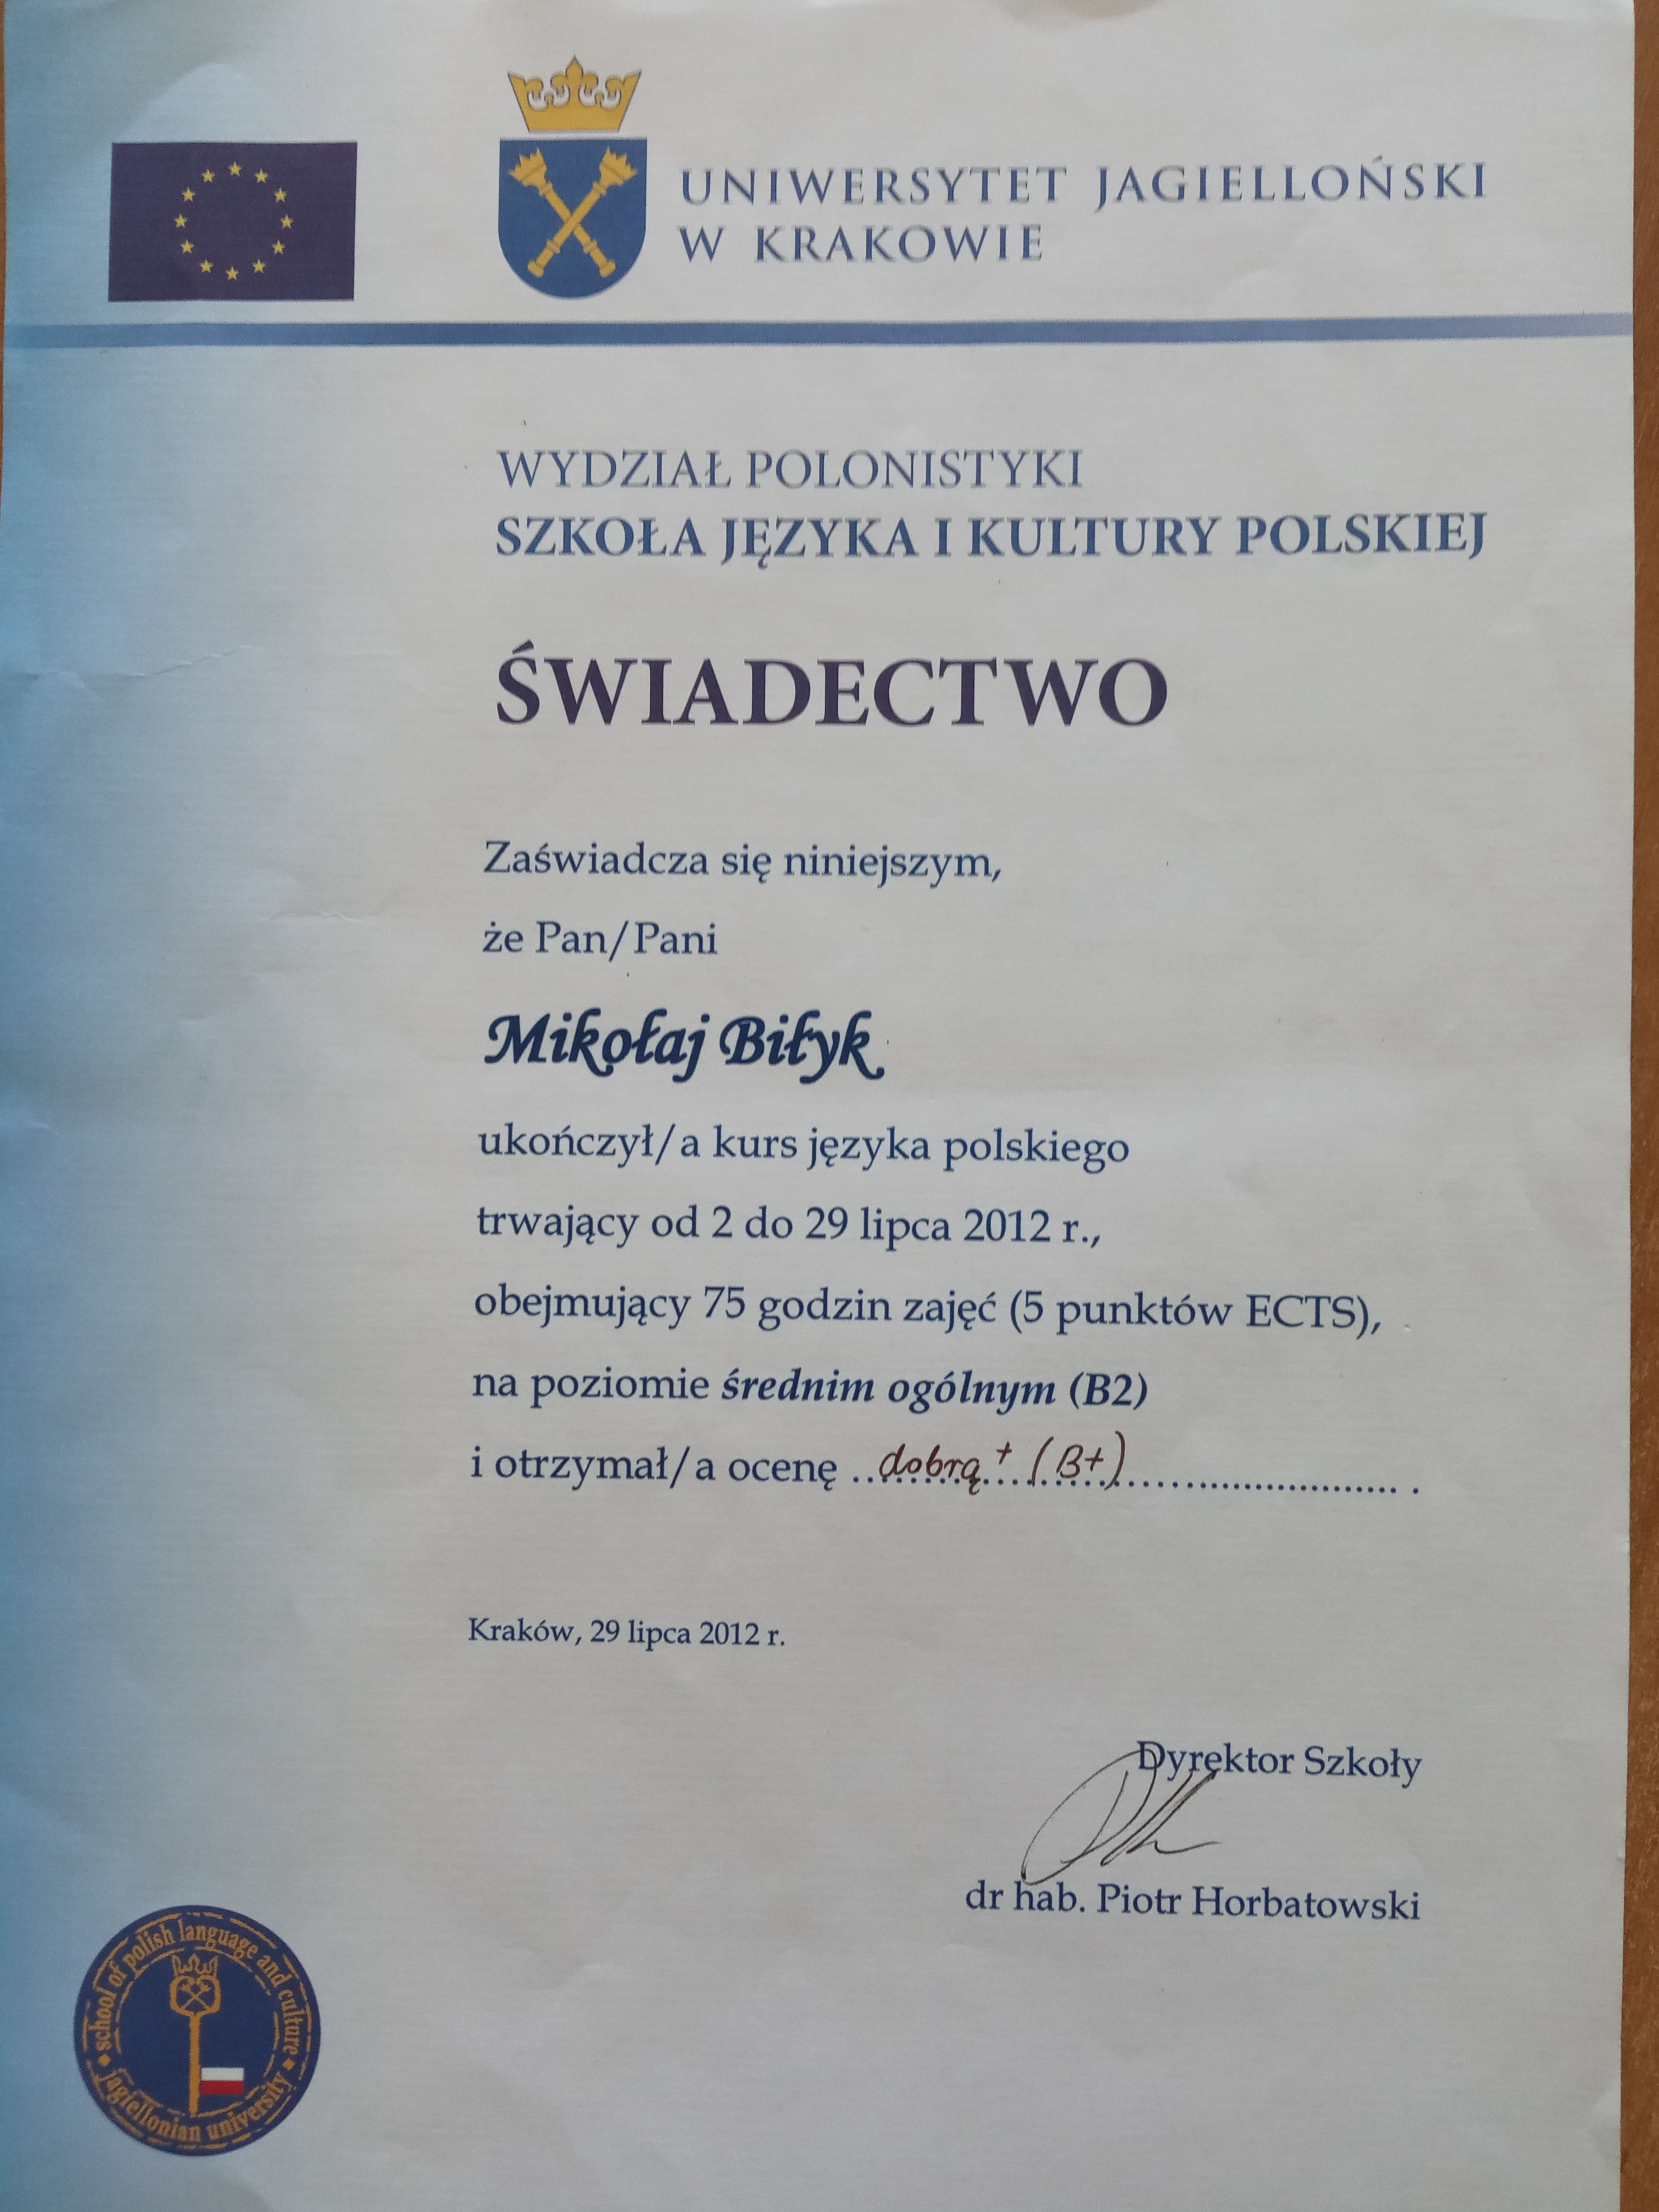 UNIWERSYTET JAGIELLOŃSKI
W KRAKOWIE
WYDZIAŁ POLONISTYKI
SZKOŁA JĘZYKA I KULTURY POLSKIEJ
ŚWIADECTWO
Zaświadcza się niniejszym,
że Pan/Pani
Mikołaj Biłyk
ukończył/a kurs języka polskiego
trwający od 2 do 29 lipca 2012 r.,
obejmujący 75 godzin zajęć (5 punktów ECTS),
na poziomie średnim ogólnym (B2)
i otrzymał/a ocenę dobrą + (B+)
Kraków, 29 lipca 2012 r.
Dyrektor Szkoły
dr hab. Piotr Horbatowski
school of polish language and culture
jagiellonian university